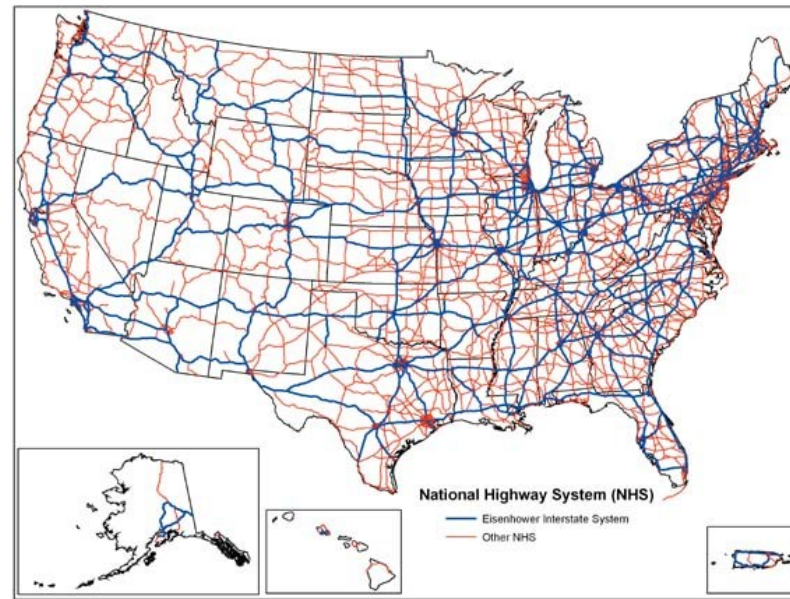 National Highway System (NHS)
Eisenhower Interstate System
Other NHS